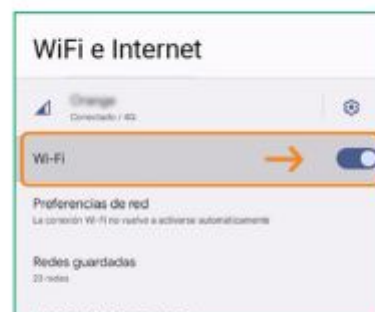 WiFi e Internet
Orange
Conectado / 4G
Wi-Fi
Preferencias de red
La conexión Wi-Fi no vuelve a activarse automáticamente
Redes guardadas
23 redes